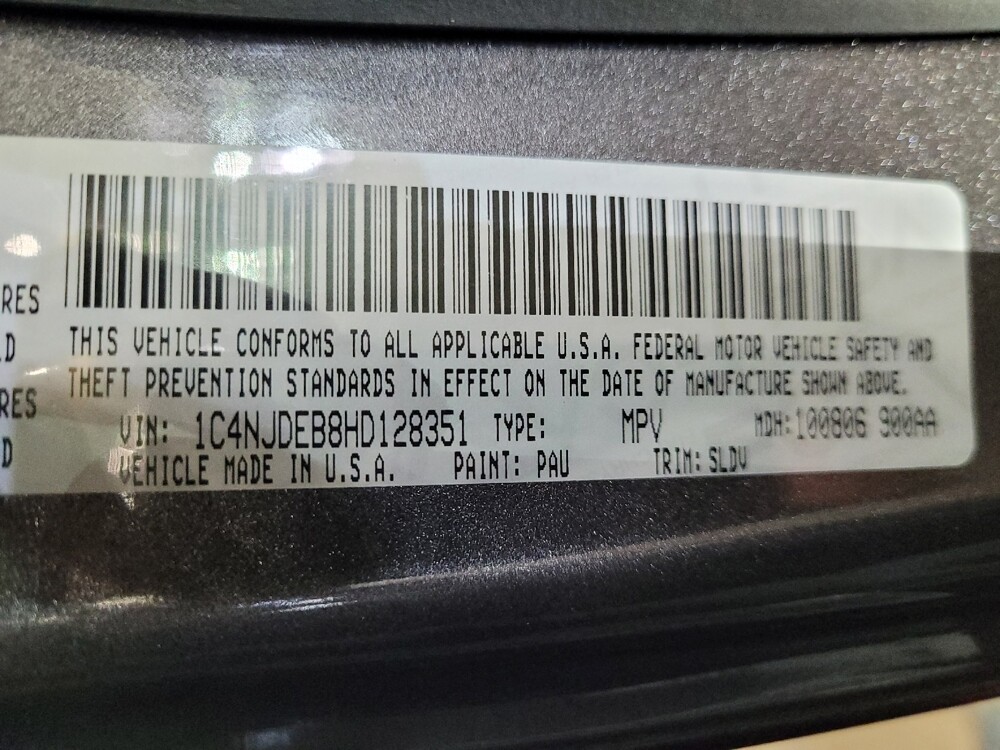 RES
THIS VEHICLE CONFORMS TO ALL APPLICABLE U.S.A. FEDERAL MOTOR VEHICLE SAFETY AND
THEFT PREVENTION STANDARDS IN EFFECT ON THE DATE OF MANUFACTURE SHOWN ABOVE.
RES
VIN: 1C4NJDEB8HD128351 TYPE: MPV MDH: 100806 900AA
D
VEHICLE MADE IN U.S.A. PAINT: PAU TRIM: SLDV